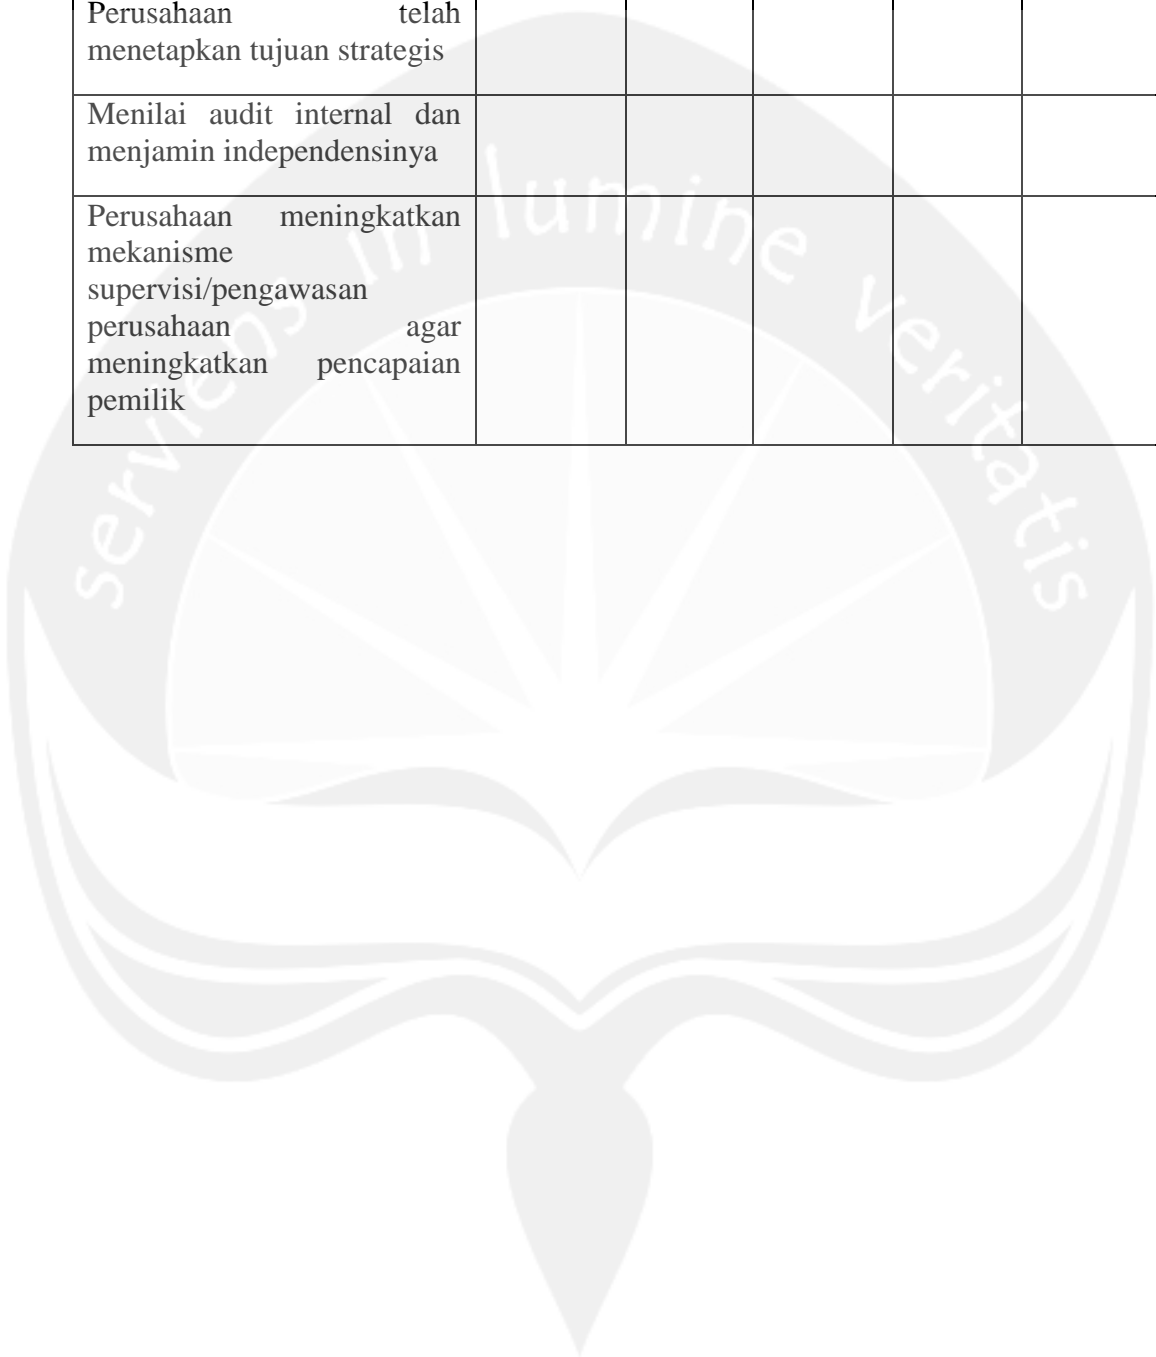 Perusahaan telah
menetapkan tujuan strategis
Menilai audit internal dan
menjamin independensinya
Perusahaan meningkatkan
mekanisme
supervisi/pengawasan
perusahaan agar
meningkatkan pencapaian
pemilik
serviens in lumine veritatis